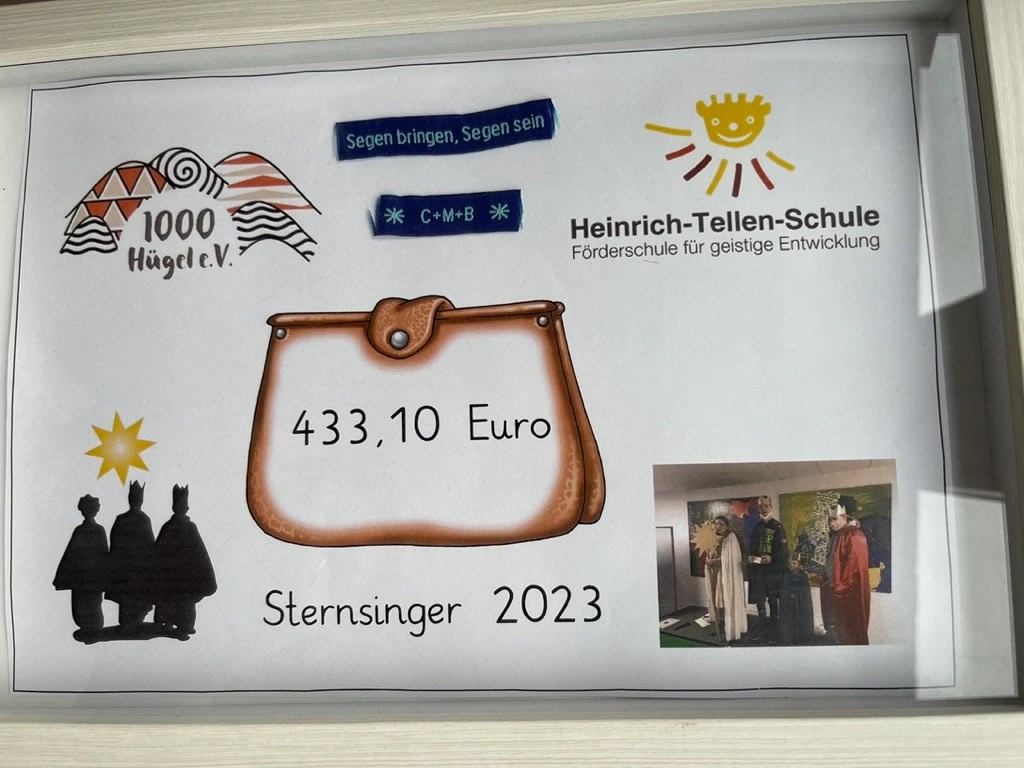 Segen bringen, Segen sein
C+M+B
1000
Hügel e.V.
Heinrich-Tellen-Schule
Förderschule für geistige Entwicklung
433,10 Euro
Sternsinger 2023